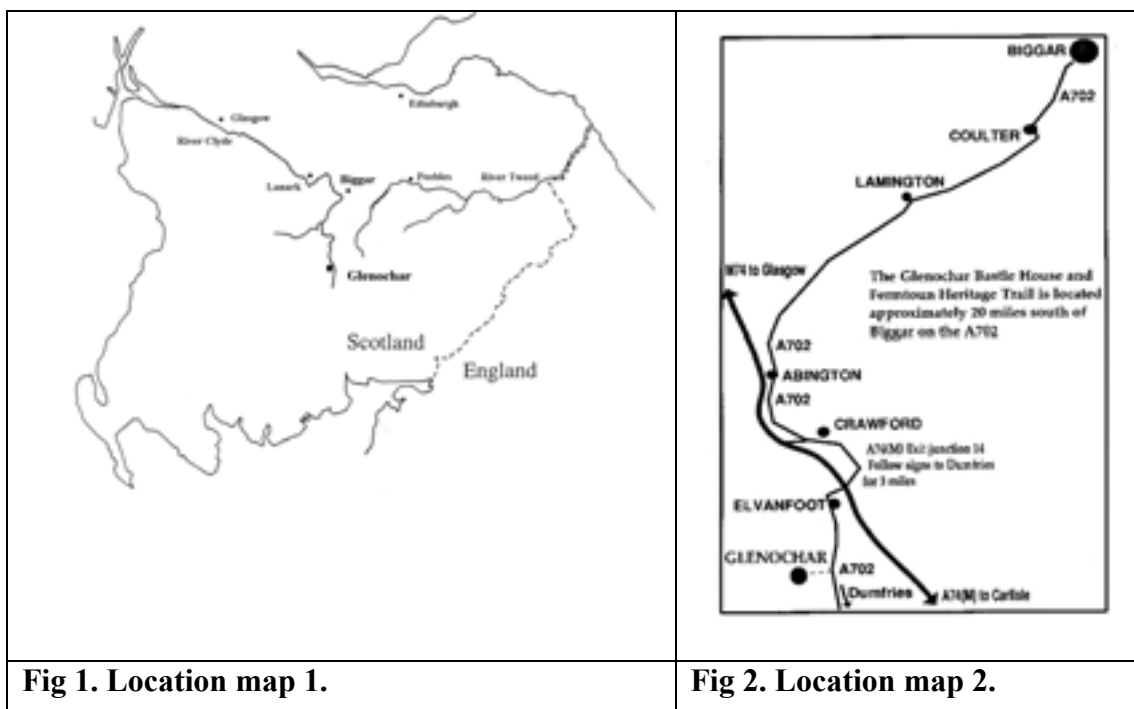 Edinburgh
Glasgow
River Clyde
Lanark
Biggar
Peebles
River Tweed
Glenochar
Scotland
England
Fig 1. Location map 1.
BIGGAR
A702
COULTER
LAMINGTON
M74 to Glasgow
The Glenochar Bastle House and
Fermtoun Heritage Trail is located
approximately 20 miles south of
Biggar on the A702
A702
ABINGTON
A702
CRAWFORD
A74(M) Exit junction 14
Follow signs to Dumfries
for 3 miles
ELVANFOOT
GLENOCHAR
A702
Dumfries
A74(M) to Carlisle
Fig 2. Location map 2.